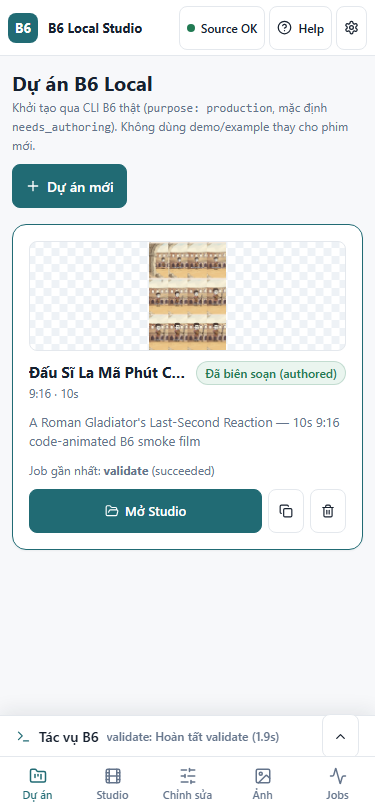 B6 B6 Local Studio Source OK Help
Dự án B6 Local
Khởi tạo qua CLI B6 thật (purpose: production, mặc định
needs_authoring). Không dùng demo/example thay cho phim
mới.
Dự án mới
Đấu Sĩ La Mã Phút C... Đã biên soạn (authored)
9:16 · 10s
A Roman Gladiator's Last-Second Reaction — 10s 9:16
code-animated B6 smoke film
Job gần nhất: validate (succeeded)
Mở Studio
Tác vụ B6 validate: Hoàn tất validate (1.9s)
Dự án Studio Chỉnh sửa Ảnh Jobs